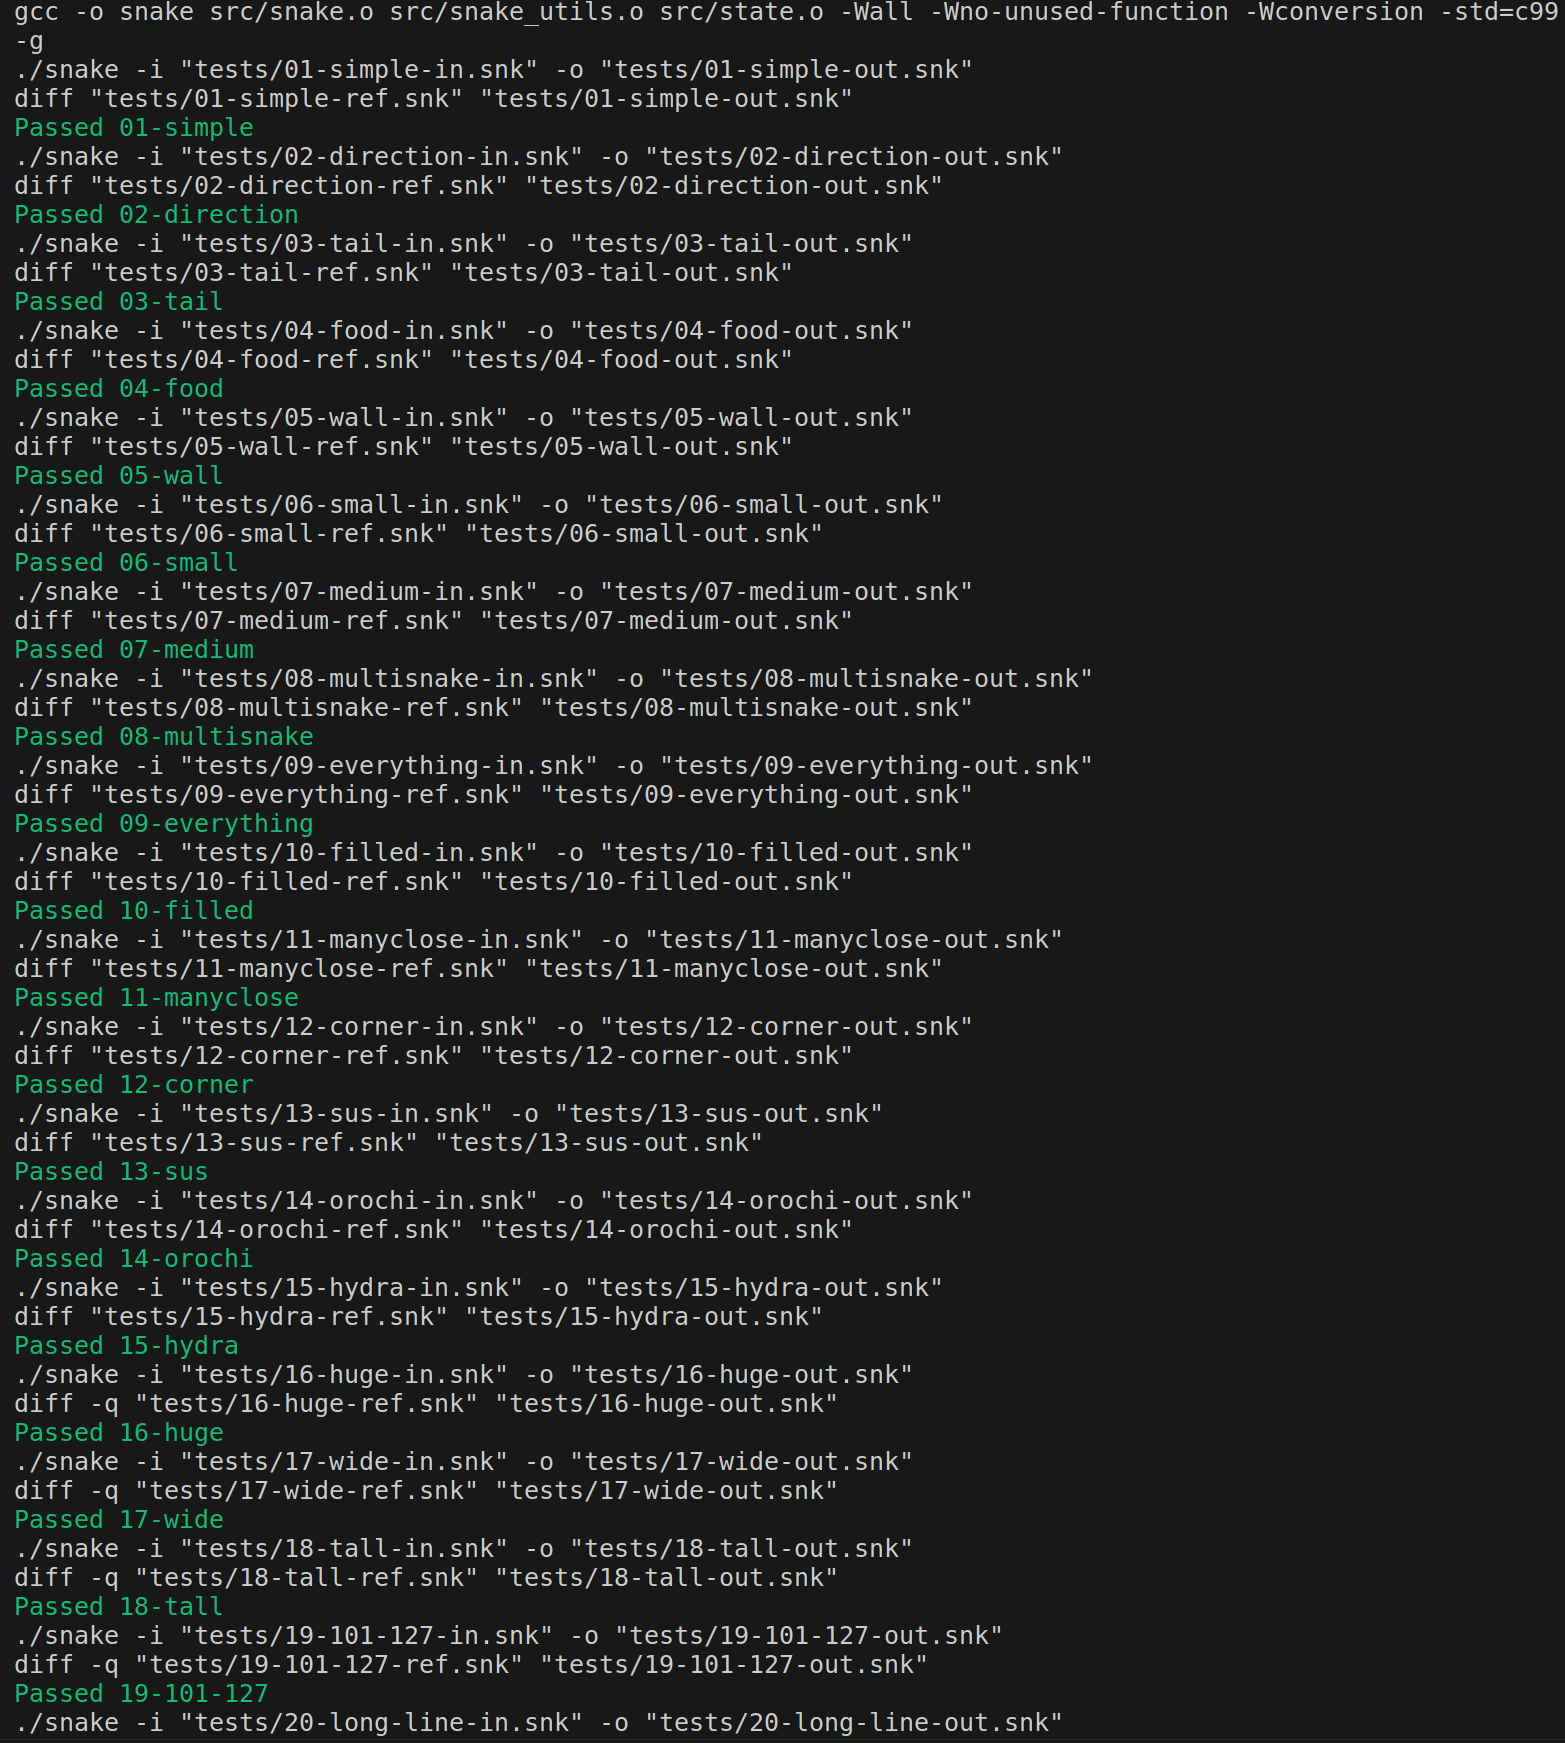 gcc -o snake src/snake.o src/snake_utils.o src/state.o -Wall -Wno-unused-function -Wconversion -std=c99
-g
./snake -i "tests/01-simple-in.snk" -o "tests/01-simple-out.snk"
diff "tests/01-simple-ref.snk" "tests/01-simple-out.snk"
Passed 01-simple
./snake -i "tests/02-direction-in.snk" -o "tests/02-direction-out.snk"
diff "tests/02-direction-ref.snk" "tests/02-direction-out.snk"
Passed 02-direction
./snake -i "tests/03-tail-in.snk" -o "tests/03-tail-out.snk"
diff "tests/03-tail-ref.snk" "tests/03-tail-out.snk"
Passed 03-tail
./snake -i "tests/04-food-in.snk" -o "tests/04-food-out.snk"
diff "tests/04-food-ref.snk" "tests/04-food-out.snk"
Passed 04-food
./snake -i "tests/05-wall-in.snk" -o "tests/05-wall-out.snk"
diff "tests/05-wall-ref.snk" "tests/05-wall-out.snk"
Passed 05-wall
./snake -i "tests/06-small-in.snk" -o "tests/06-small-out.snk"
diff "tests/06-small-ref.snk" "tests/06-small-out.snk"
Passed 06-small
./snake -i "tests/07-medium-in.snk" -o "tests/07-medium-out.snk"
diff "tests/07-medium-ref.snk" "tests/07-medium-out.snk"
Passed 07-medium
./snake -i "tests/08-multisnake-in.snk" -o "tests/08-multisnake-out.snk"
diff "tests/08-multisnake-ref.snk" "tests/08-multisnake-out.snk"
Passed 08-multisnake
./snake -i "tests/09-everything-in.snk" -o "tests/09-everything-out.snk"
diff "tests/09-everything-ref.snk" "tests/09-everything-out.snk"
Passed 09-everything
./snake -i "tests/10-filled-in.snk" -o "tests/10-filled-out.snk"
diff "tests/10-filled-ref.snk" "tests/10-filled-out.snk"
Passed 10-filled
./snake -i "tests/11-manyclose-in.snk" -o "tests/11-manyclose-out.snk"
diff "tests/11-manyclose-ref.snk" "tests/11-manyclose-out.snk"
Passed 11-manyclose
./snake -i "tests/12-corner-in.snk" -o "tests/12-corner-out.snk"
diff "tests/12-corner-ref.snk" "tests/12-corner-out.snk"
Passed 12-corner
./snake -i "tests/13-sus-in.snk" -o "tests/13-sus-out.snk"
diff "tests/13-sus-ref.snk" "tests/13-sus-out.snk"
Passed 13-sus
./snake -i "tests/14-orochi-in.snk" -o "tests/14-orochi-out.snk"
diff "tests/14-orochi-ref.snk" "tests/14-orochi-out.snk"
Passed 14-orochi
./snake -i "tests/15-hydra-in.snk" -o "tests/15-hydra-out.snk"
diff "tests/15-hydra-ref.snk" "tests/15-hydra-out.snk"
Passed 15-hydra
./snake -i "tests/16-huge-in.snk" -o "tests/16-huge-out.snk"
diff -q "tests/16-huge-ref.snk" "tests/16-huge-out.snk"
Passed 16-huge
./snake -i "tests/17-wide-in.snk" -o "tests/17-wide-out.snk"
diff -q "tests/17-wide-ref.snk" "tests/17-wide-out.snk"
Passed 17-wide
./snake -i "tests/18-tall-in.snk" -o "tests/18-tall-out.snk"
diff -q "tests/18-tall-ref.snk" "tests/18-tall-out.snk"
Passed 18-tall
./snake -i "tests/19-101-127-in.snk" -o "tests/19-101-127-out.snk"
diff -q "tests/19-101-127-ref.snk" "tests/19-101-127-out.snk"
Passed 19-101-127
./snake -i "tests/20-long-line-in.snk" -o "tests/20-long-line-out.snk"